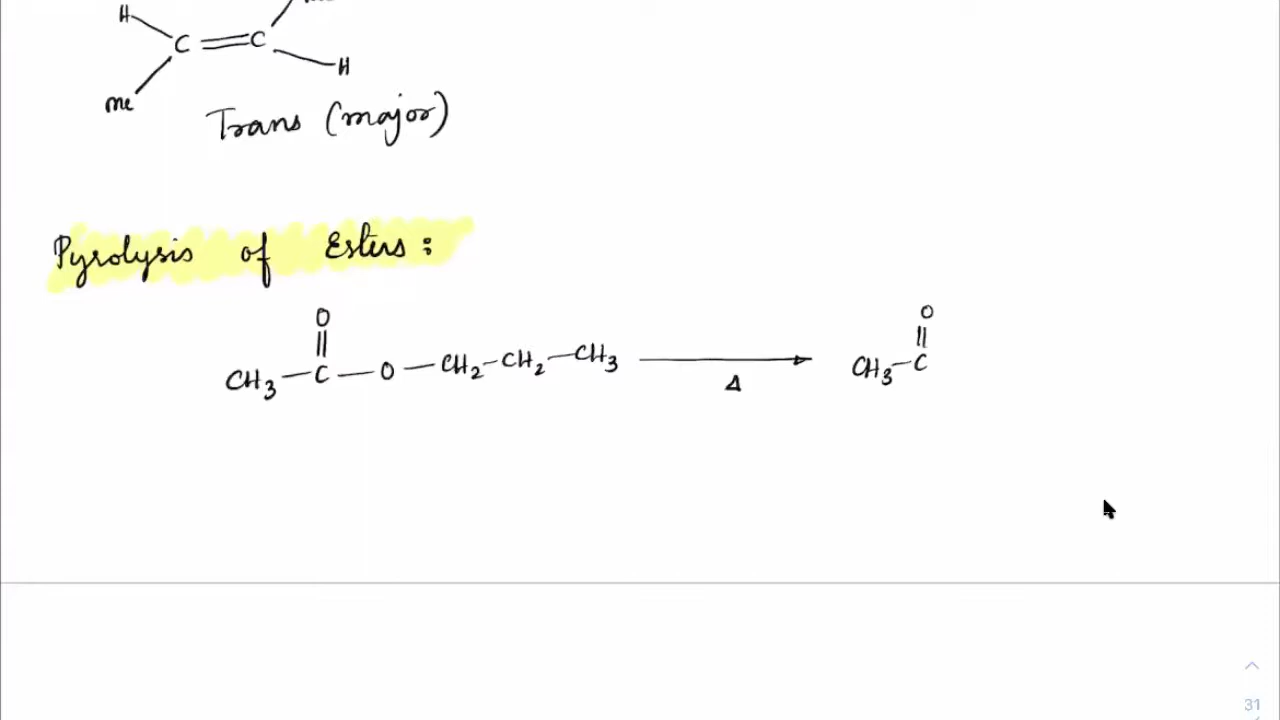 H
C = C
H
me
Trans (major)
Pyrolysis of Esters :
O O
|| ||
CH3 — C — O — CH2 – CH2 — CH3 → CH3 – C
Δ
31